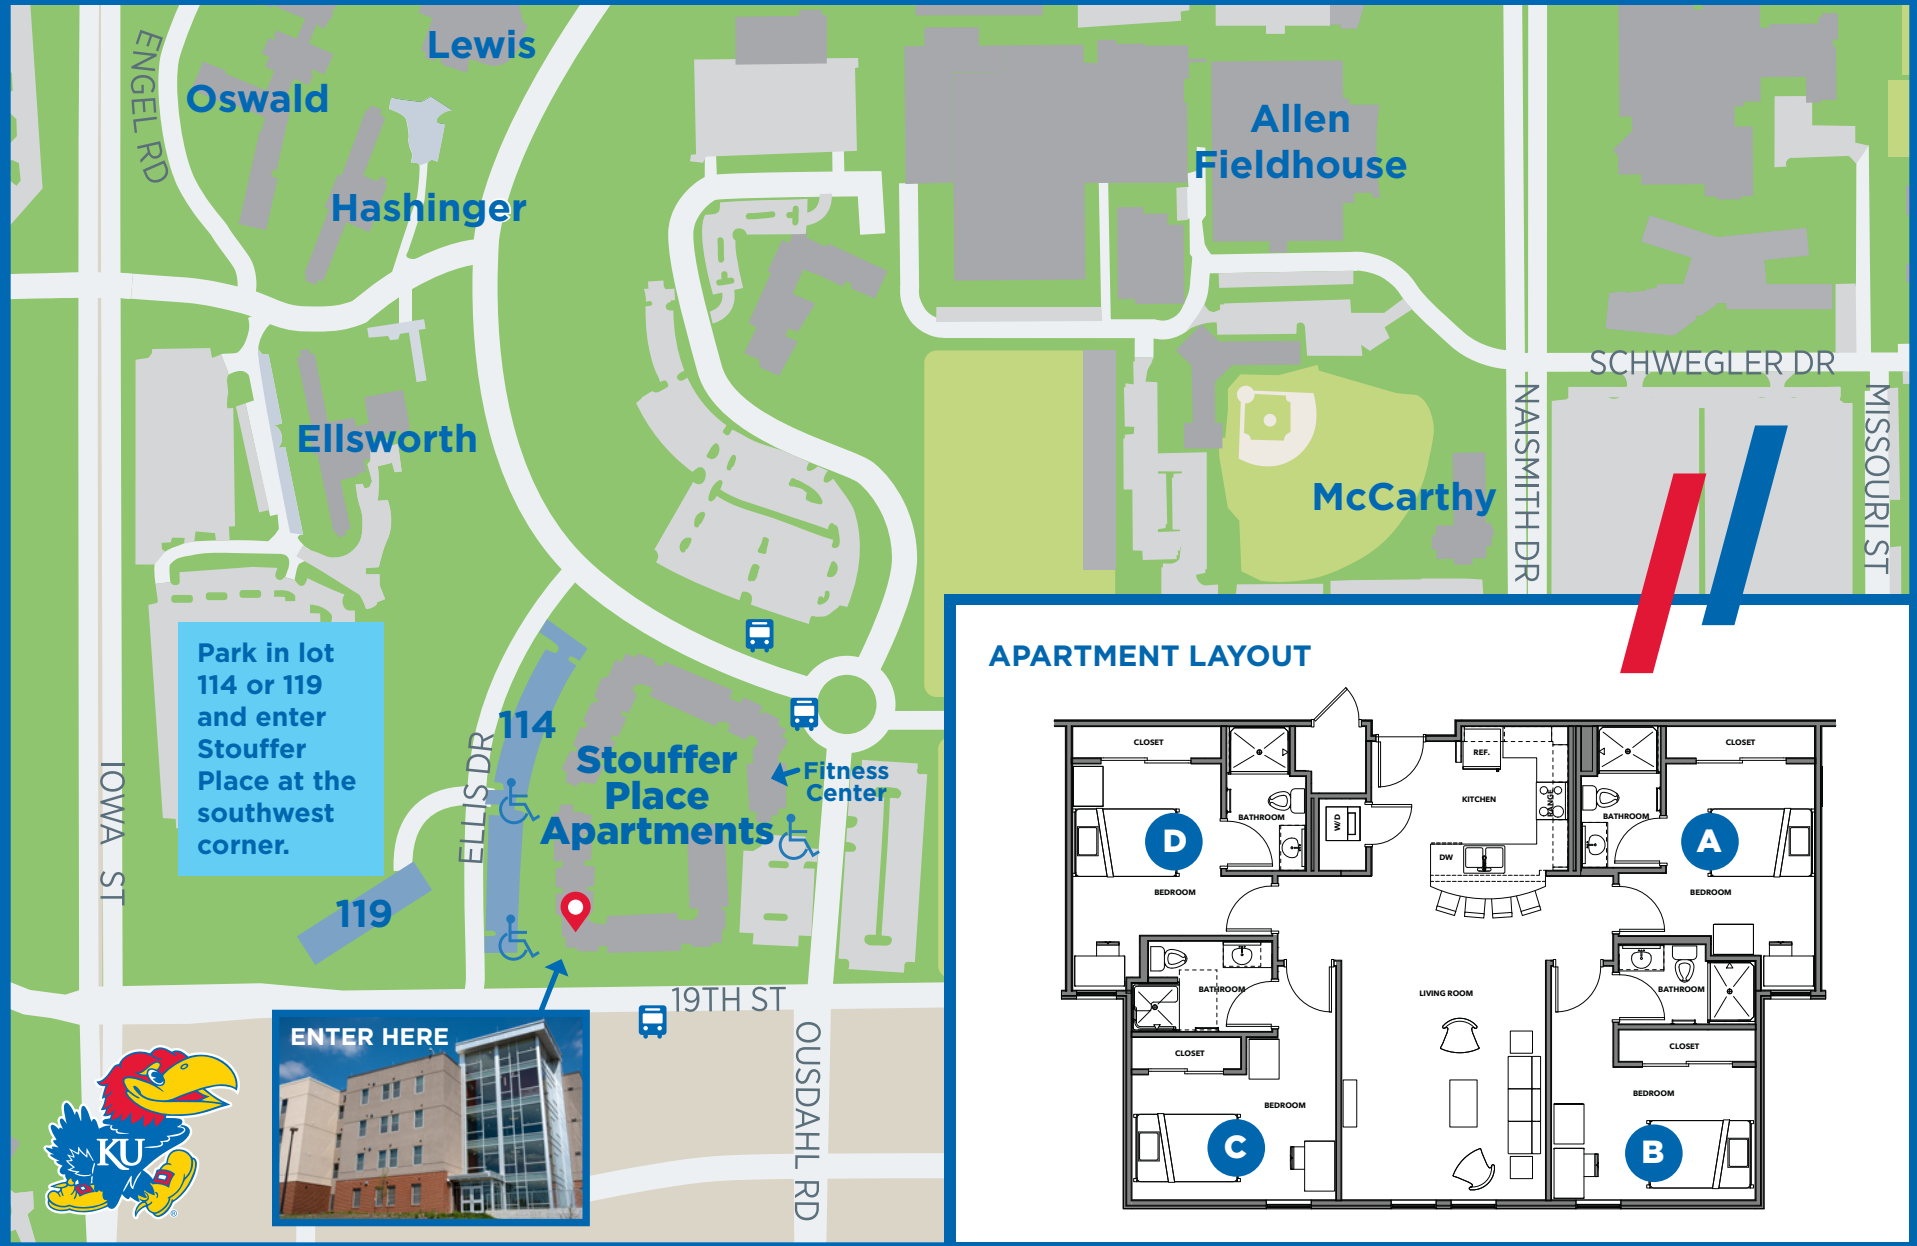 ENGEL RD
Lewis
Oswald
Hashinger
Allen
Fieldhouse
Ellsworth
McCarthy
SCHWEGLER DR
NAISMITH DR
MISSOURI ST
Park in lot
114 or 119
and enter
Stouffer
Place at the
southwest
corner.
IOWA ST
ELLIS DR
114
119
Stouffer
Place
Apartments
Fitness
Center
19TH ST
OUSDAHL RD
ENTER HERE
KU
®
APARTMENT LAYOUT
CLOSET
BATHROOM
D
BEDROOM
W/D
REF.
KITCHEN
RANGE
DW
CLOSET
BATHROOM
A
BEDROOM
BATHROOM
CLOSET
BEDROOM
C
LIVING ROOM
BATHROOM
CLOSET
BEDROOM
B